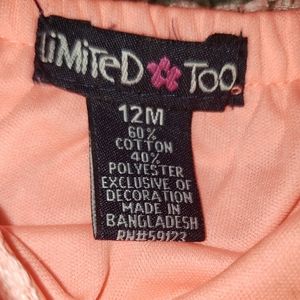 LiMiTeD TOO
12M
60%
COTTON
40%
POLYESTER
EXCLUSIVE OF
DECORATION
MADE IN
BANGLADESH
RN#59123